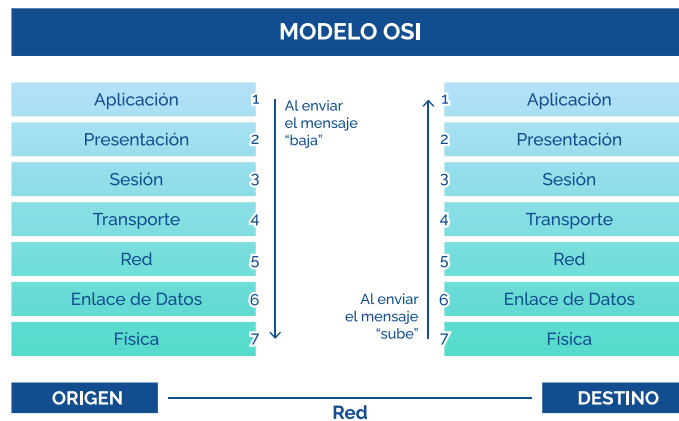 MODELO OSI
Aplicación 1
Presentación 2
Sesión 3
Transporte 4
Red 5
Enlace de Datos 6
Física 7
Al enviar
el mensaje
“baja”
Al enviar
el mensaje
“sube”
1 Aplicación
2 Presentación
3 Sesión
4 Transporte
5 Red
6 Enlace de Datos
7 Física
ORIGEN
Red
DESTINO